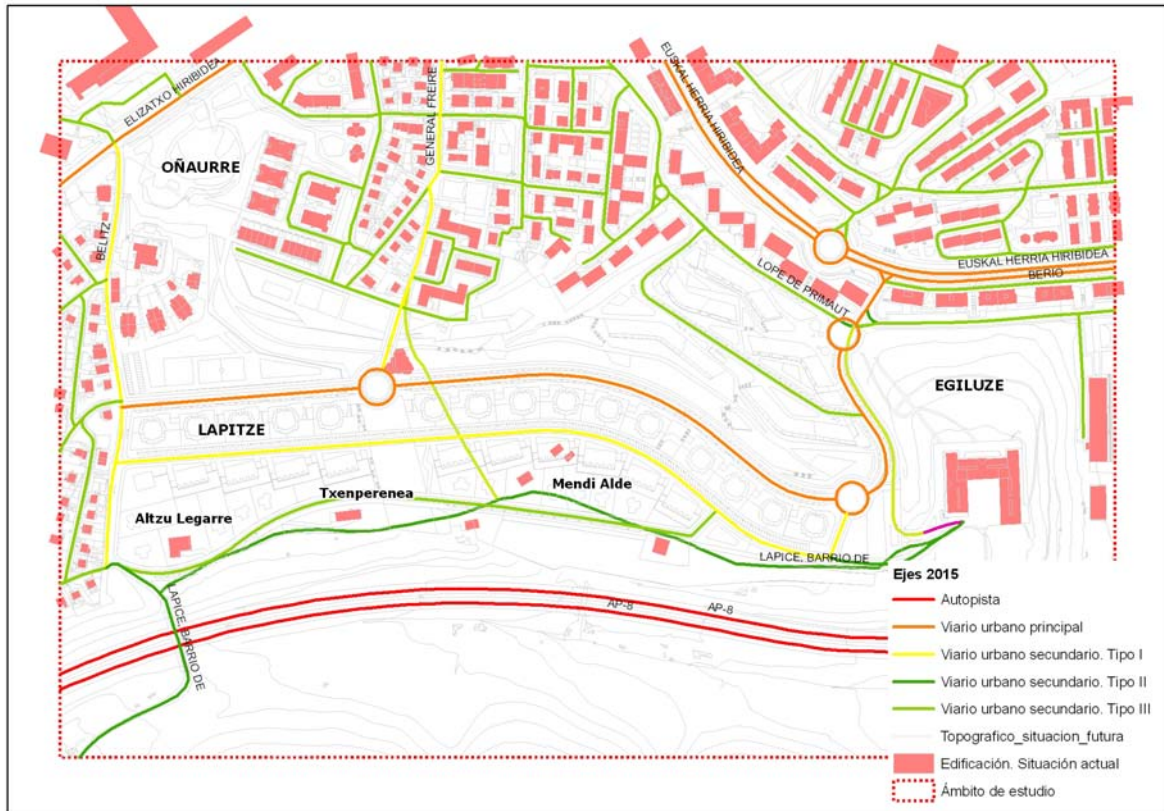 ELIZATXO HIRIBIDEA
GENERAL FREIRE
EUSKAL HERRIA HIRIBIDEA
OÑAURRE
BELITZ
EUSKAL HERRIA HIRIBIDEA
BERIO
LOPE DE PRIMAUT
EGILUZE
LAPITZE
Mendi Alde
Txenperenea
Altzu Legarre
LAPICE, BARRIO DE
LAPICE, BARRIO DE
AP-8
AP-8
Ejes 2015
Autopista
Viario urbano principal
Viario urbano secundario. Tipo I
Viario urbano secundario. Tipo II
Viario urbano secundario. Tipo III
Topografico_situacion_futura
Edificación. Situación actual
Ámbito de estudio